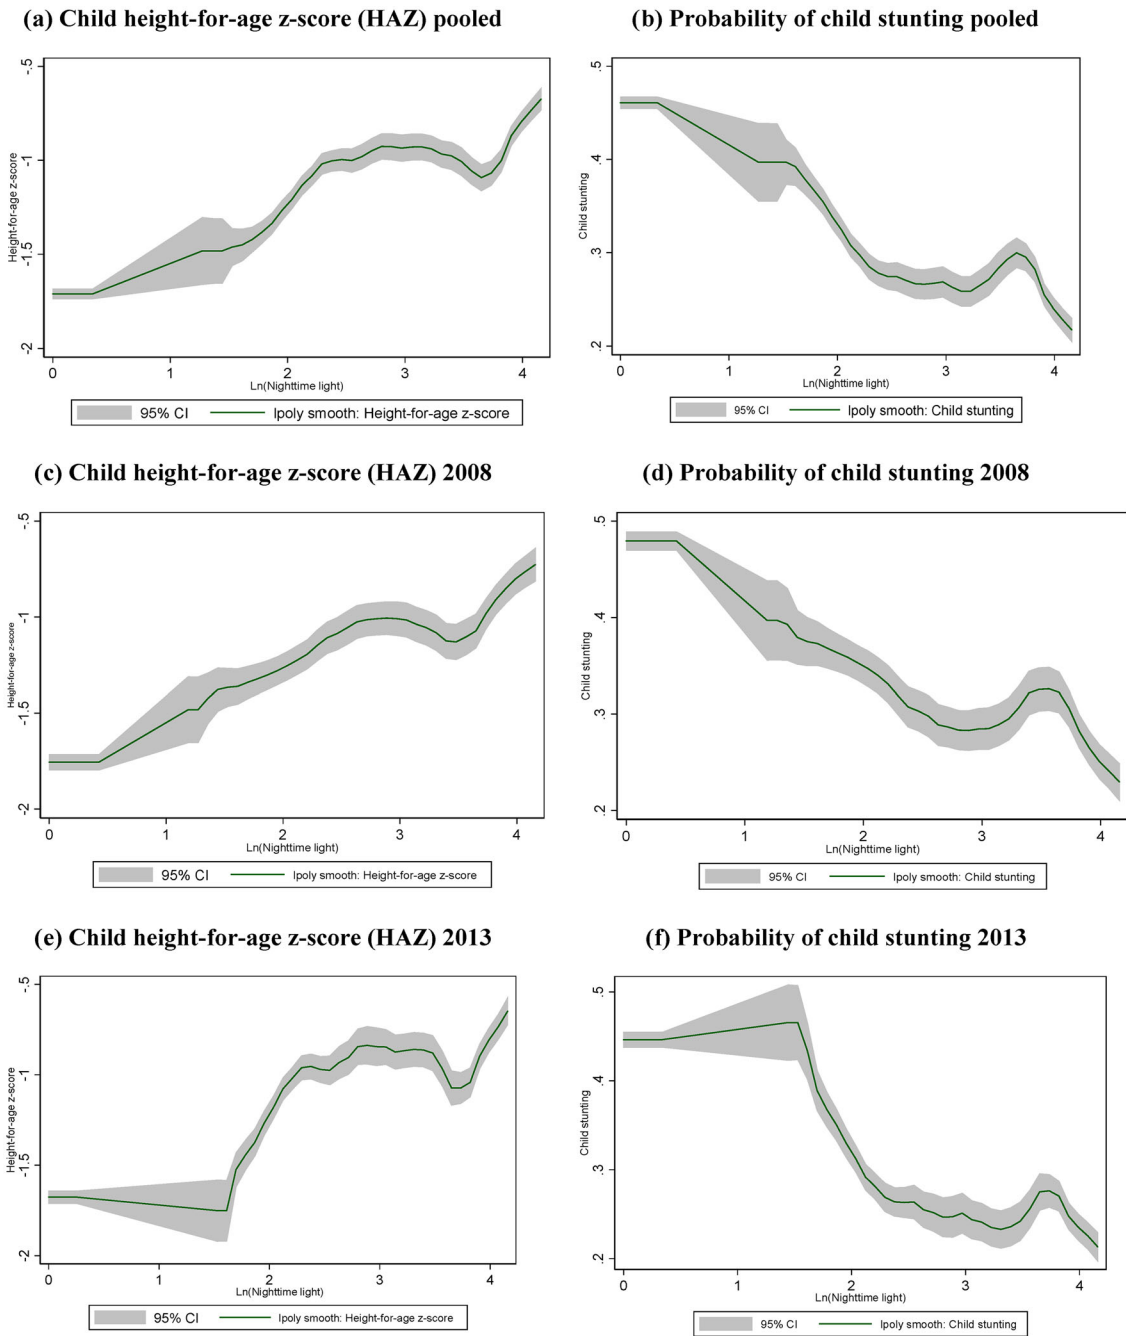 (a) Child height-for-age z-score (HAZ) pooled
(b) Probability of child stunting pooled
Height-for-age z-score
-.5
-1
-1.5
-2
0 1 2 3 4
Ln(Nighttime light)
95% CI lpoly smooth: Height-for-age z-score
Child stunting
.5
.4
.3
.2
0 1 2 3 4
Ln(Nighttime light)
95% CI lpoly smooth: Child stunting
(c) Child height-for-age z-score (HAZ) 2008
(d) Probability of child stunting 2008
Height-for-age z-score
-.5
-1
-1.5
-2
0 1 2 3 4
Ln(Nighttime light)
95% CI lpoly smooth: Height-for-age z-score
Child stunting
.5
.4
.3
.2
0 1 2 3 4
Ln(Nighttime light)
95% CI lpoly smooth: Child stunting
(e) Child height-for-age z-score (HAZ) 2013
(f) Probability of child stunting 2013
Height-for-age z-score
-.5
-1
-1.5
-2
0 1 2 3 4
Ln(Nighttime light)
95% CI lpoly smooth: Height-for-age z-score
Child stunting
.5
.4
.3
.2
0 1 2 3 4
Ln(Nighttime light)
95% CI lpoly smooth: Child stunting